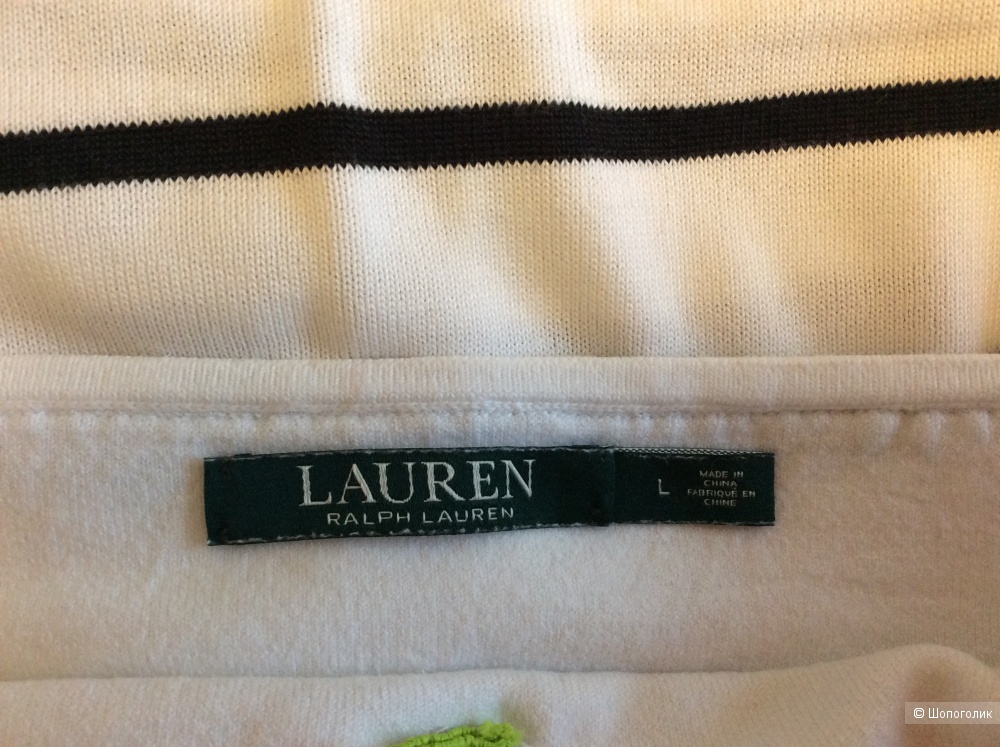 LAUREN
RALPH LAUREN
L
MADE IN
CHINA
FABRIQUÉ EN
CHINE
© Шопоголик